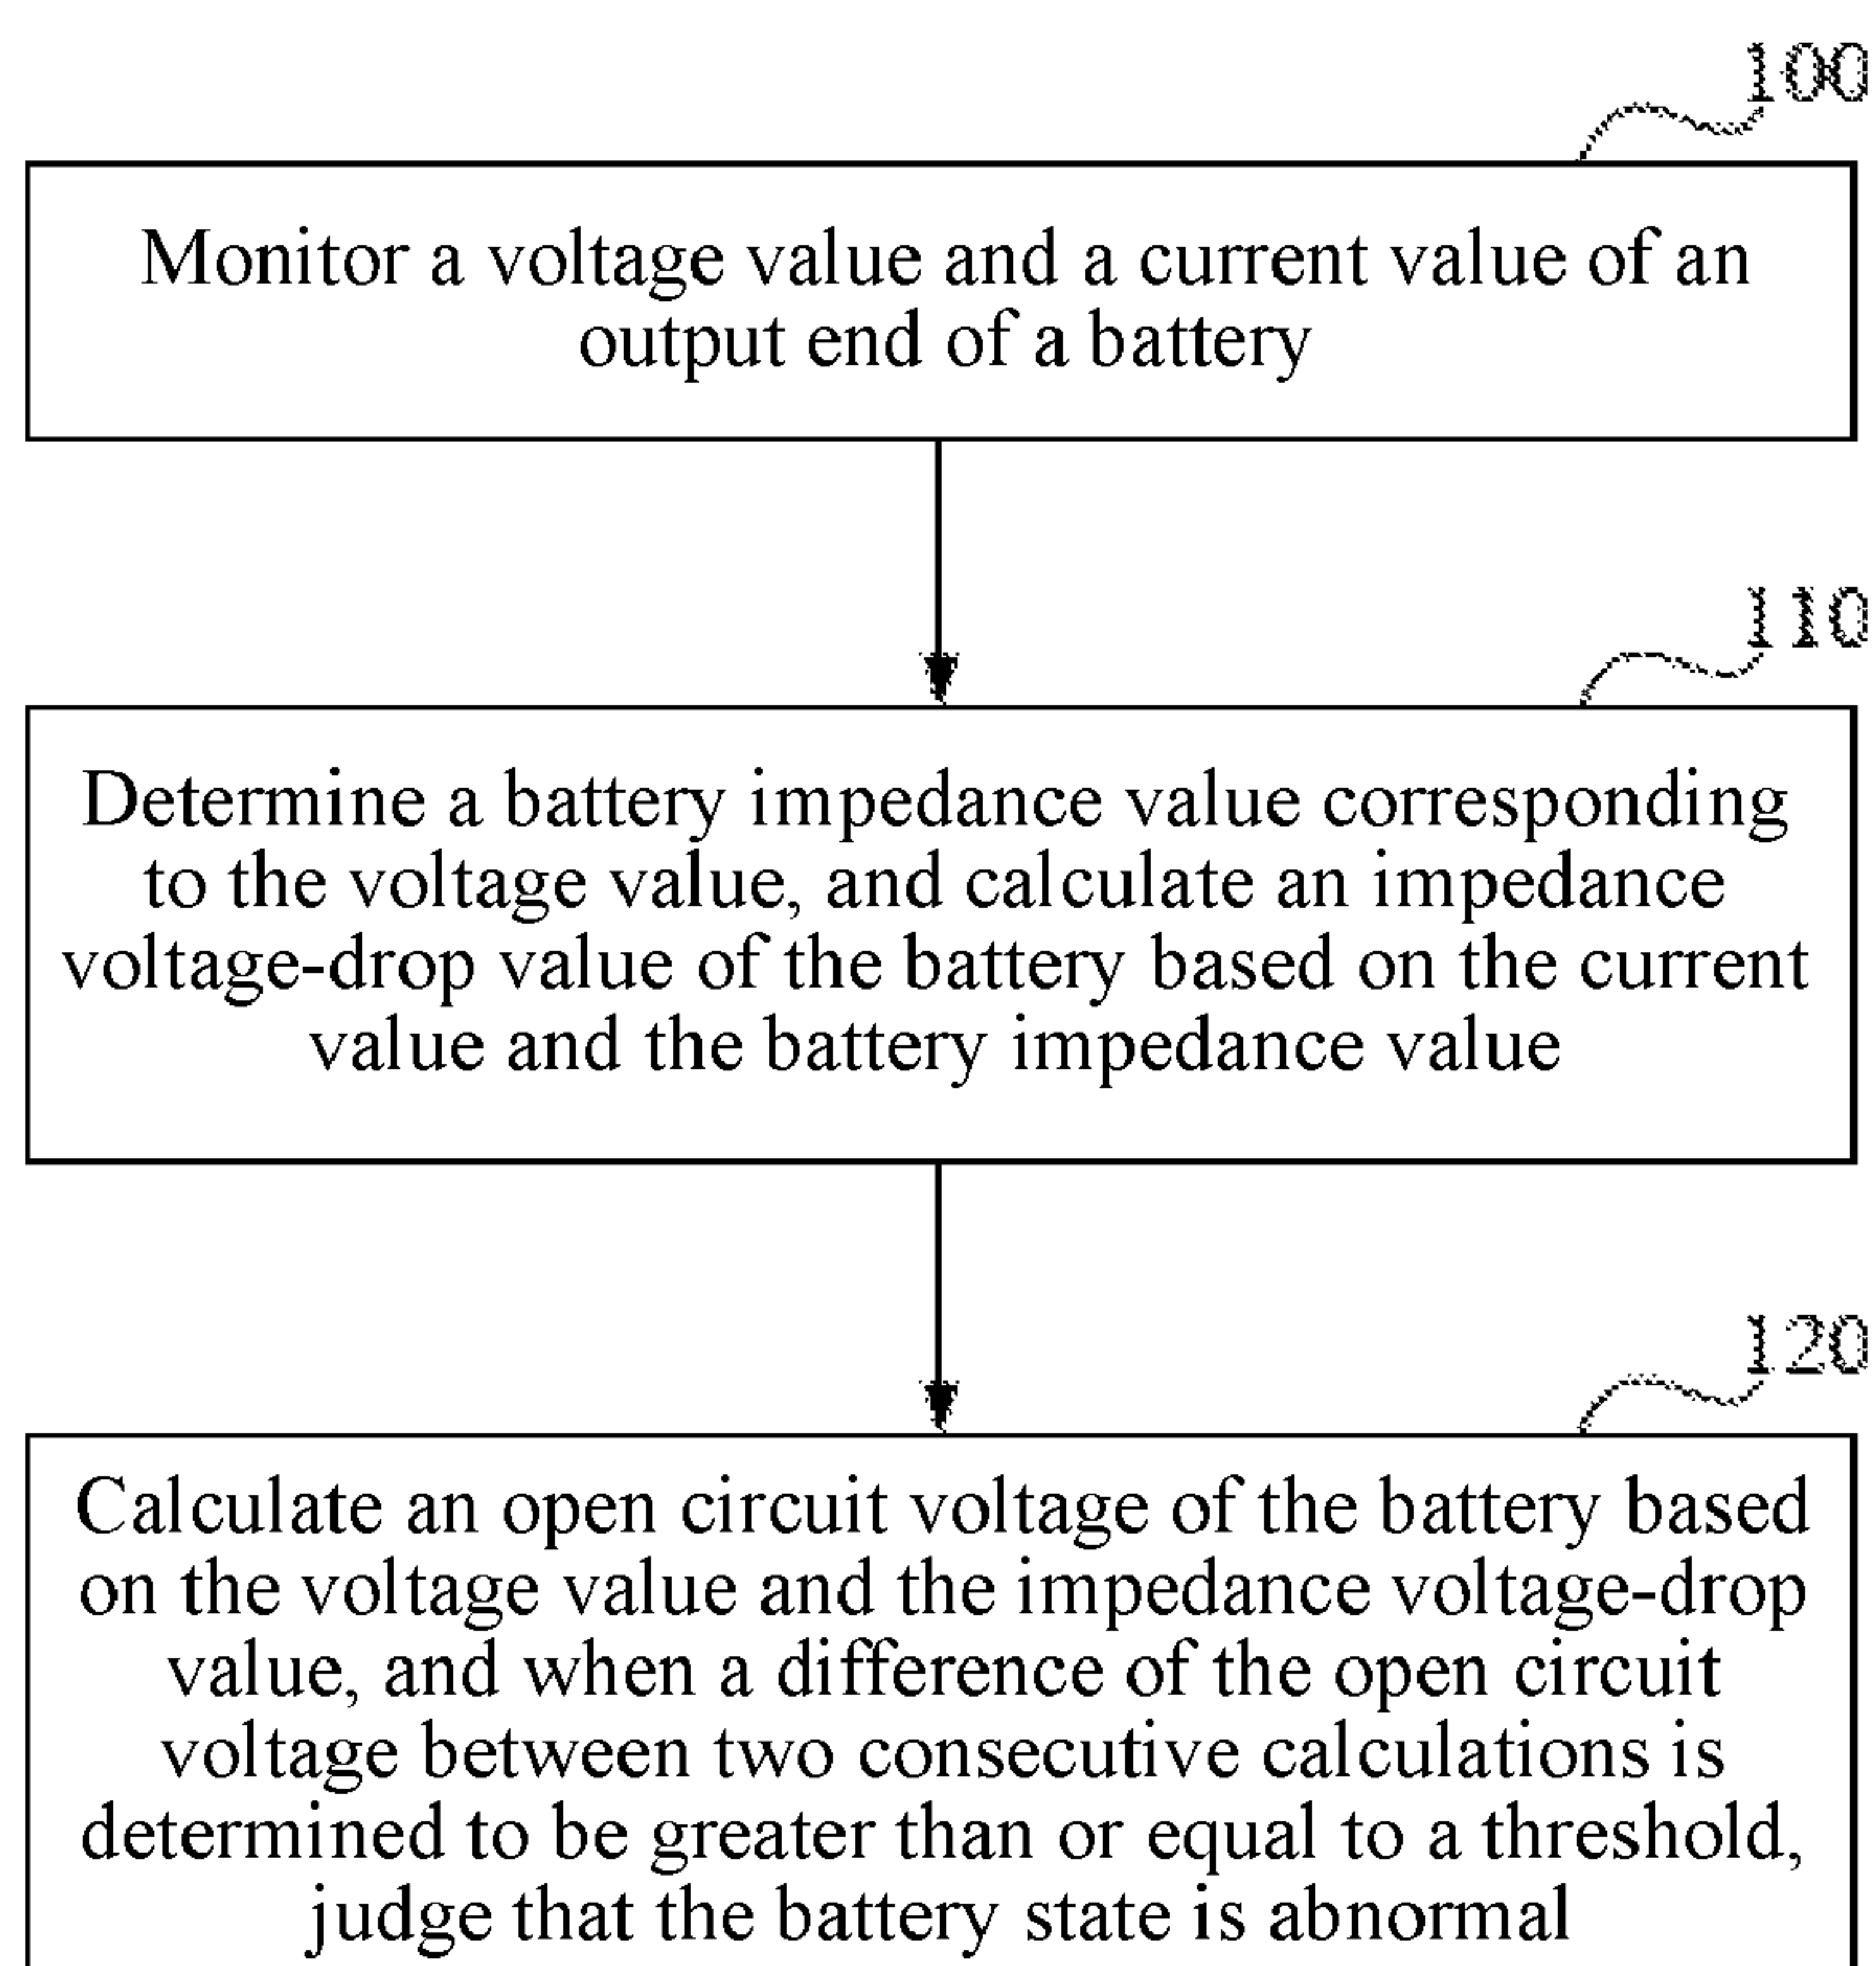 100
Monitor a voltage value and a current value of an
output end of a battery
110
Determine a battery impedance value corresponding
to the voltage value, and calculate an impedance
voltage-drop value of the battery based on the current
value and the battery impedance value
120
Calculate an open circuit voltage of the battery based
on the voltage value and the impedance voltage-drop
value, and when a difference of the open circuit
voltage between two consecutive calculations is
determined to be greater than or equal to a threshold,
judge that the battery state is abnormal